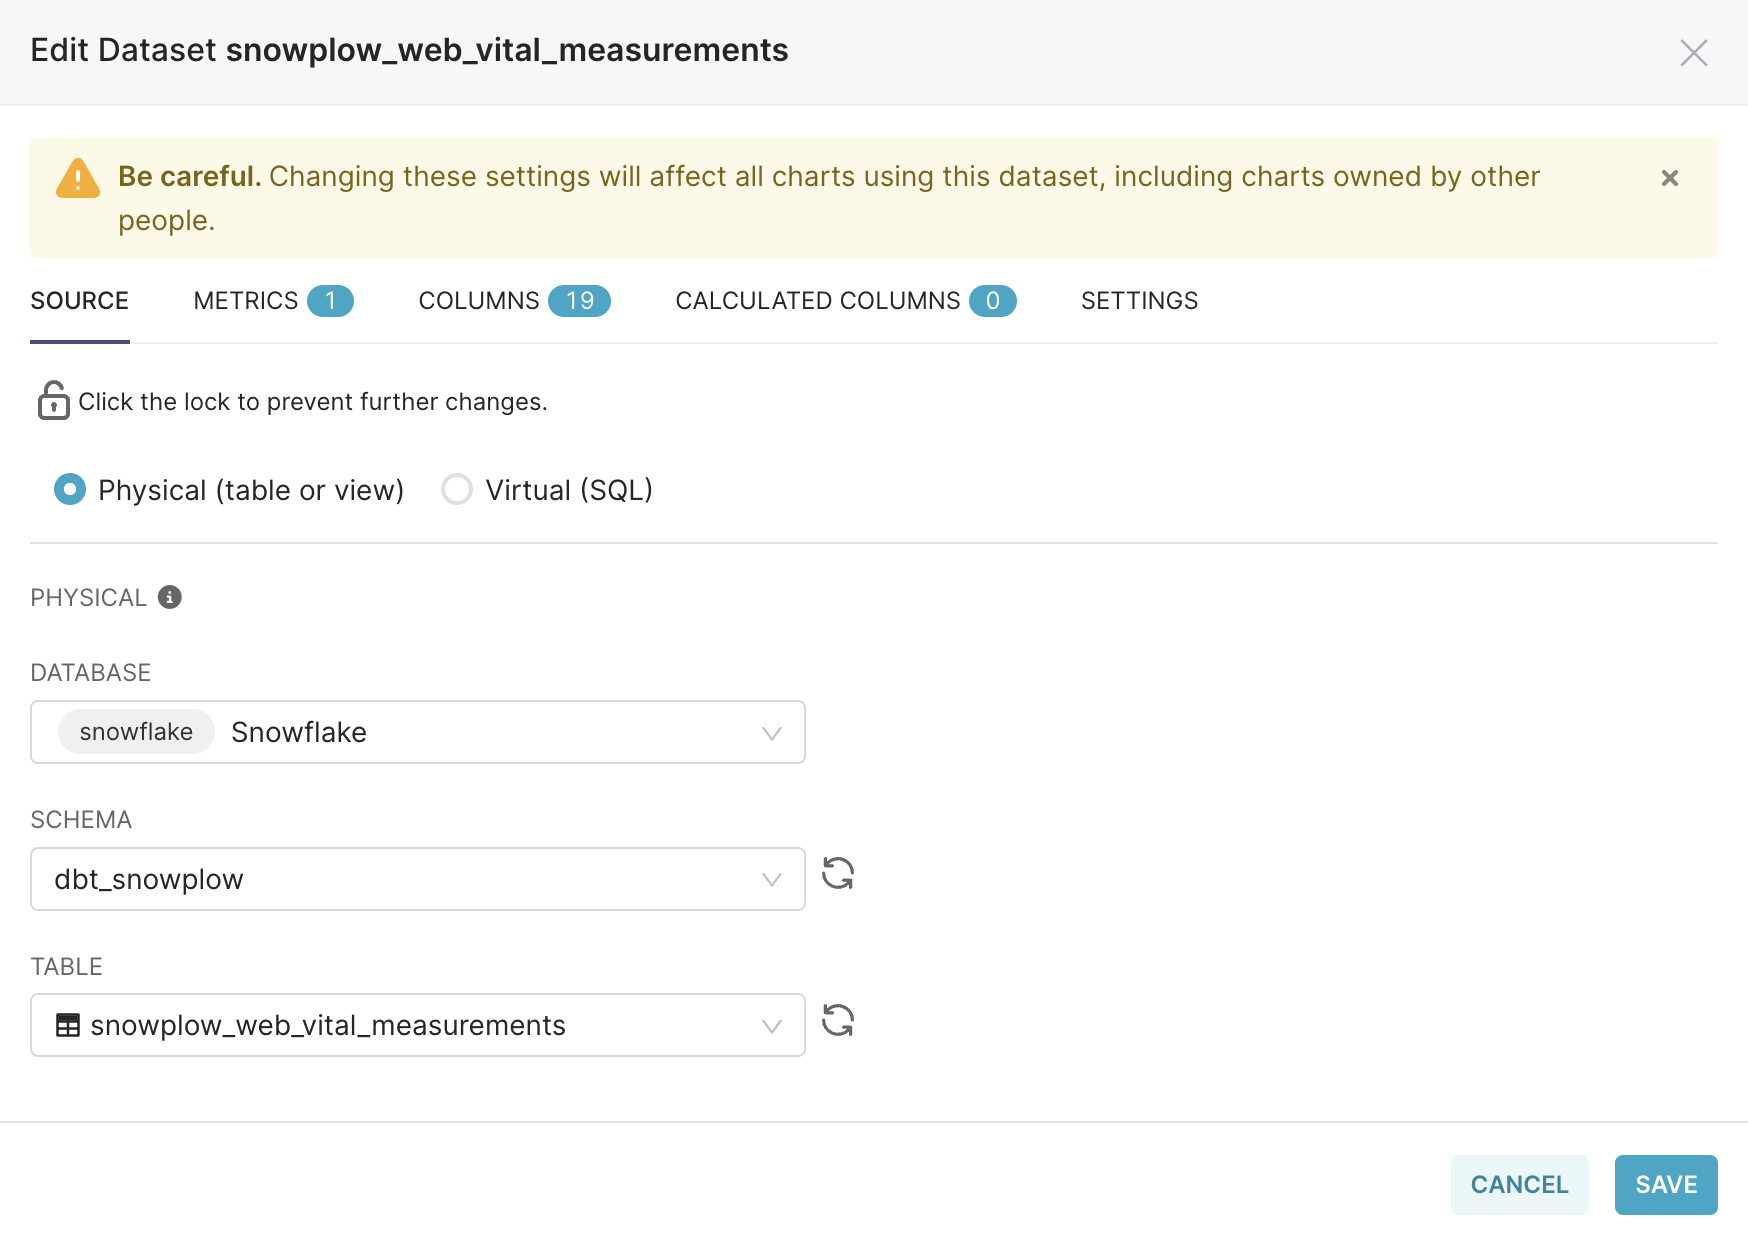 Edit Dataset snowplow_web_vital_measurements
Be careful. Changing these settings will affect all charts using this dataset, including charts owned by other
people.
SOURCE METRICS 1 COLUMNS 19 CALCULATED COLUMNS 0 SETTINGS
Click the lock to prevent further changes.
Physical (table or view) Virtual (SQL)
PHYSICAL
DATABASE
snowflake Snowflake
SCHEMA
dbt_snowplow
TABLE
snowplow_web_vital_measurements
CANCEL SAVE